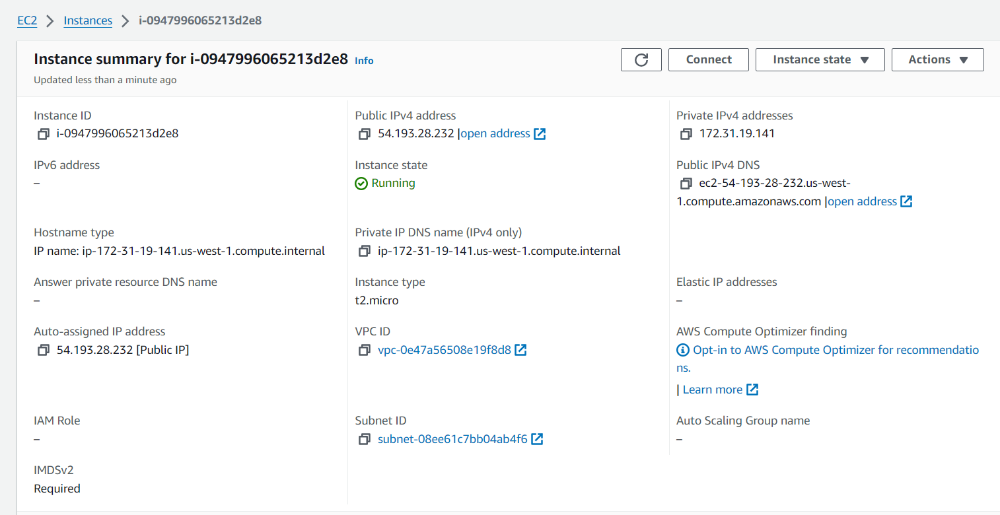 EC2 Instances i-0947996065213d2e8
Instance summary for i-0947996065213d2e8 Info
Updated less than a minute ago
Connect
Instance state
Actions
Instance ID
i-0947996065213d2e8
Public IPv4 address
54.193.28.232 |open address
Private IPv4 addresses
172.31.19.141
IPv6 address
–
Instance state
Running
Public IPv4 DNS
ec2-54-193-28-232.us-west-
1.compute.amazonaws.com |open address
Hostname type
IP name: ip-172-31-19-141.us-west-1.compute.internal
Private IP DNS name (IPv4 only)
ip-172-31-19-141.us-west-1.compute.internal
Answer private resource DNS name
–
Instance type
t2.micro
Elastic IP addresses
–
Auto-assigned IP address
54.193.28.232 [Public IP]
VPC ID
vpc-0e47a56508e19f8d8
AWS Compute Optimizer finding
Opt-in to AWS Compute Optimizer for recommendatio
ns.
| Learn more
IAM Role
–
Subnet ID
subnet-08ee61c7bb04ab4f6
Auto Scaling Group name
–
IMDSv2
Required